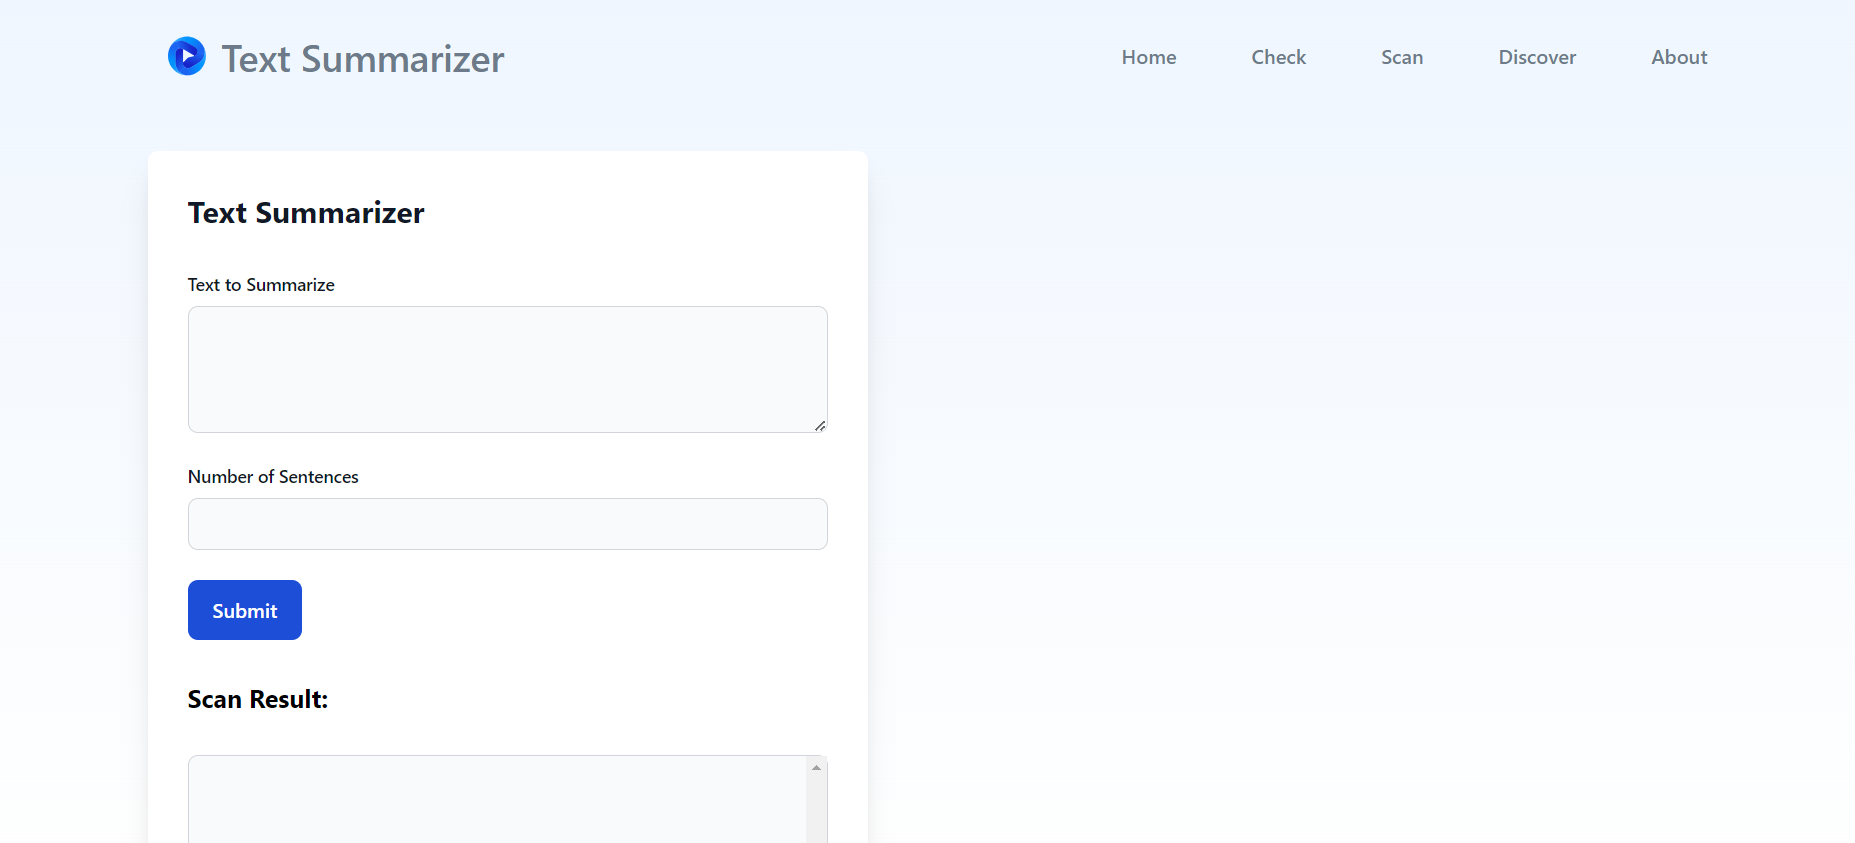 Text Summarizer
Home Check Scan Discover About
Text Summarizer
Text to Summarize
Number of Sentences
Submit
Scan Result: